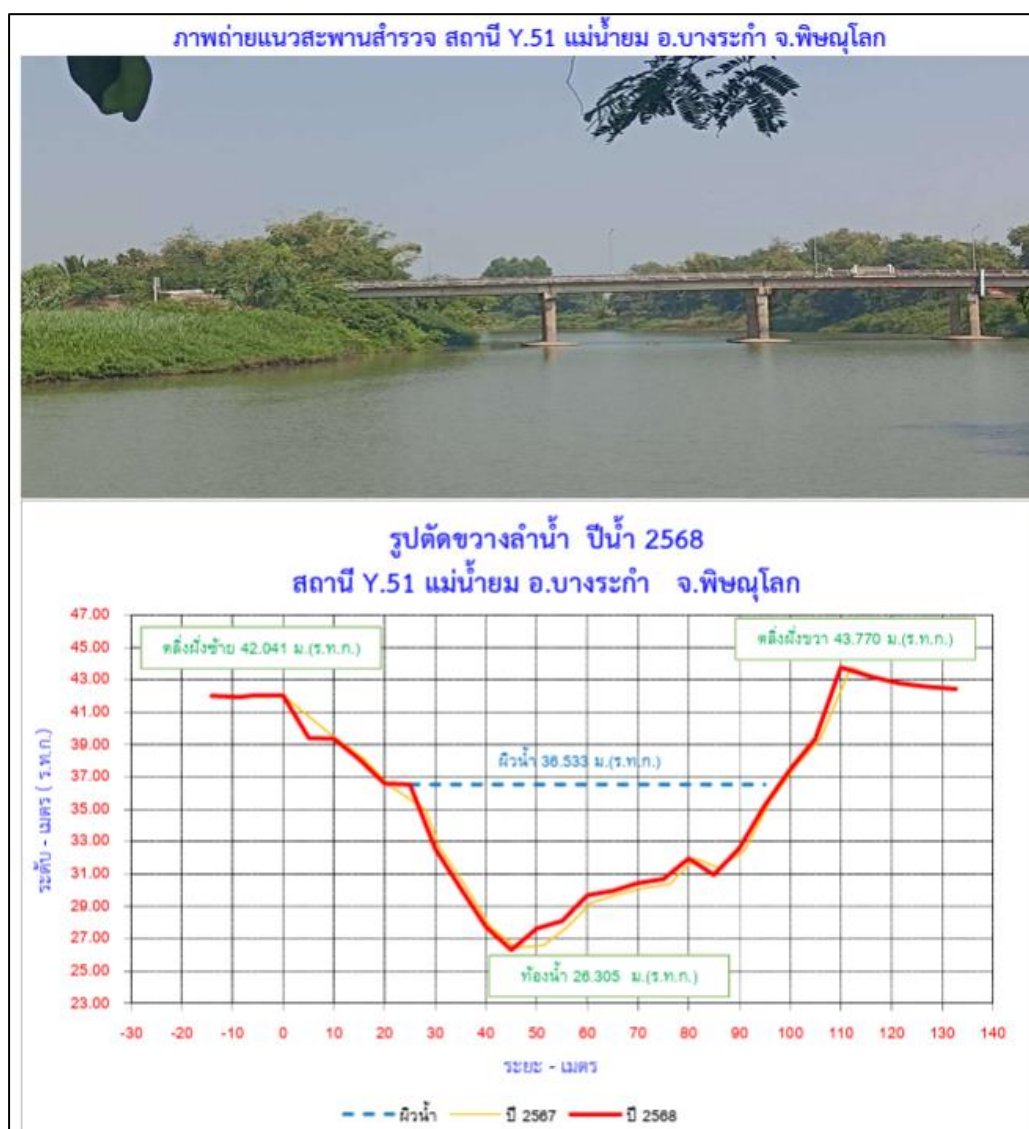 ภาพถ่ายแนวสะพานสำรวจ สถานี Y.51 แม่น้ำยม อ.บางระกำ จ.พิษณุโลก
รูปตัดขวางลำน้ำ ปีน้ำ 2568
สถานี Y.51 แม่น้ำยม อ.บางระกำ จ.พิษณุโลก
47.00
45.00
43.00
41.00
39.00
37.00
35.00
33.00
31.00
29.00
27.00
25.00
23.00
ระดับ - เมตร ( ร.ท.ก.)
ตลิ่งฝั่งซ้าย 42.041 ม.(ร.ท.ก.)
ตลิ่งฝั่งขวา 43.770 ม.(ร.ท.ก.)
ผิวน้ำ 36.533 ม.(ร.ท.ก.)
ท้องน้ำ 26.305 ม.(ร.ท.ก.)
-30 -20 -10 0 10 20 30 40 50 60 70 80 90 100 110 120 130 140
ระยะ - เมตร
ผิวน้ำ ปี 2567 ปี 2568